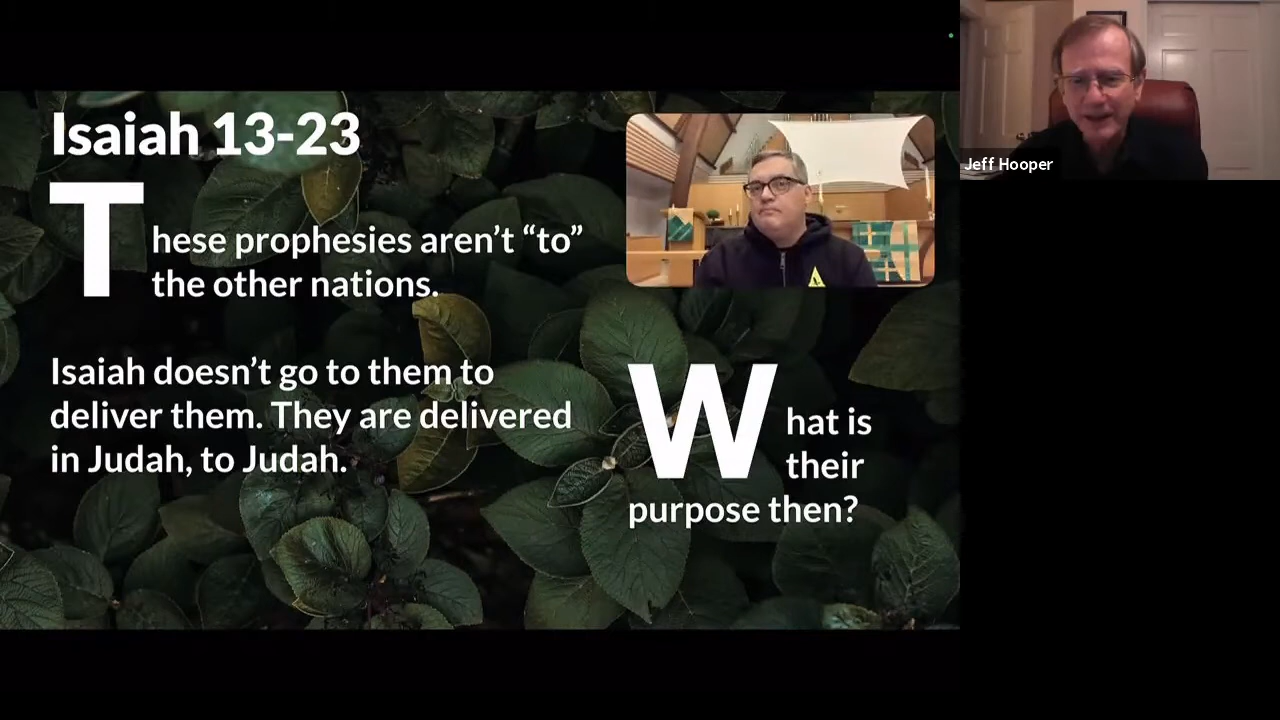 Isaiah 13-23
These prophesies aren’t “to”
the other nations.
Isaiah doesn’t go to them to
deliver them. They are delivered
in Judah, to Judah.
What is
their
purpose then?
Jeff Hooper